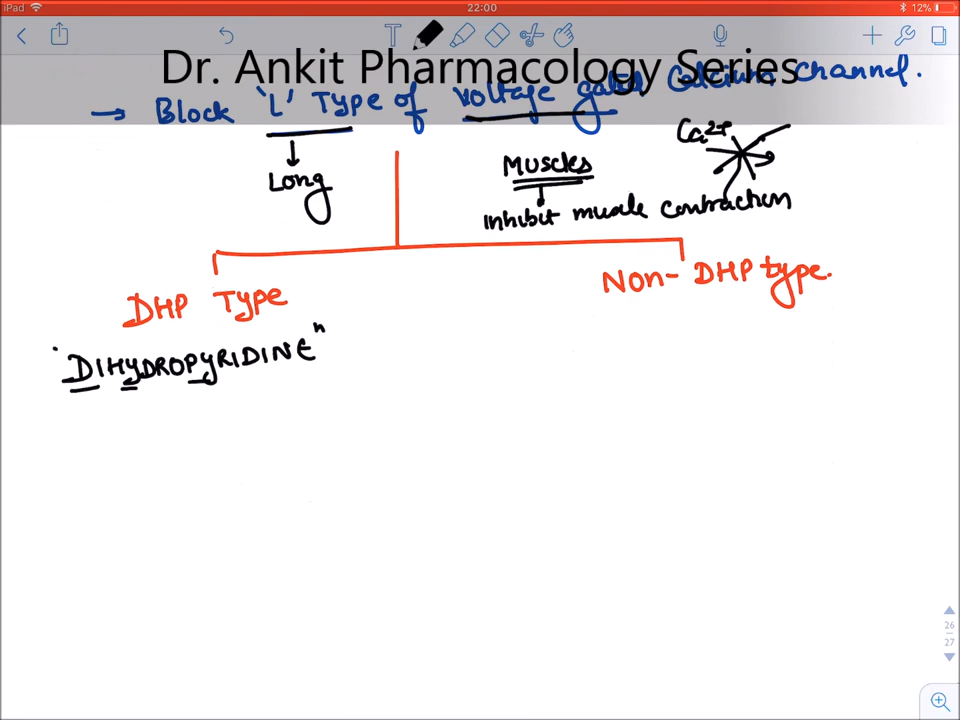 iPad 22:00 12%
Dr. Ankit Pharmacology Series
→ Block 'L' Type of voltage gated Calcium Channel.
Long
Muscles
Ca2+
Inhibit muscle contraction
DHP Type
Non-DHP type.
"DIHYDROPYRIDINE"
26
27